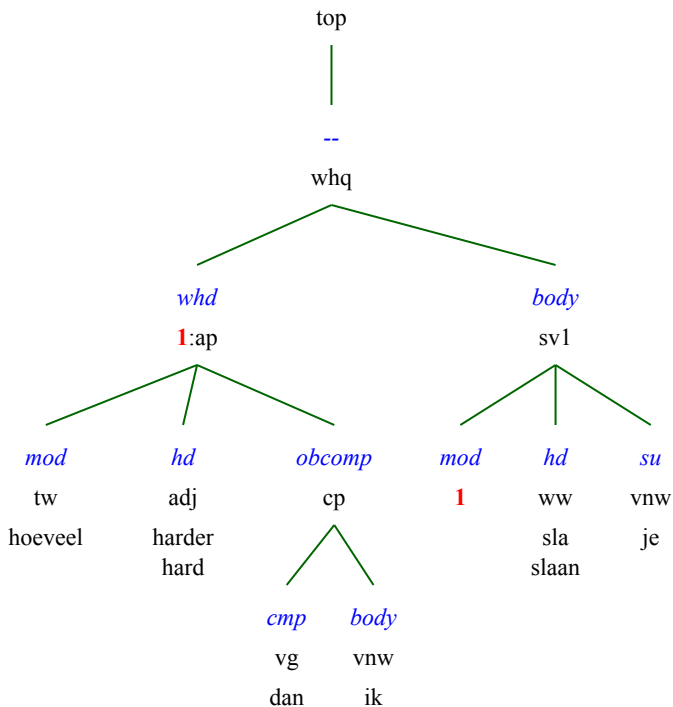 top
--
whq
whd body
1:ap sv1
mod hd obcomp mod hd su
tw adj cp 1 ww vnw
hoeveel harder sla je
hard slaan
cmp body
vg vnw
dan ik